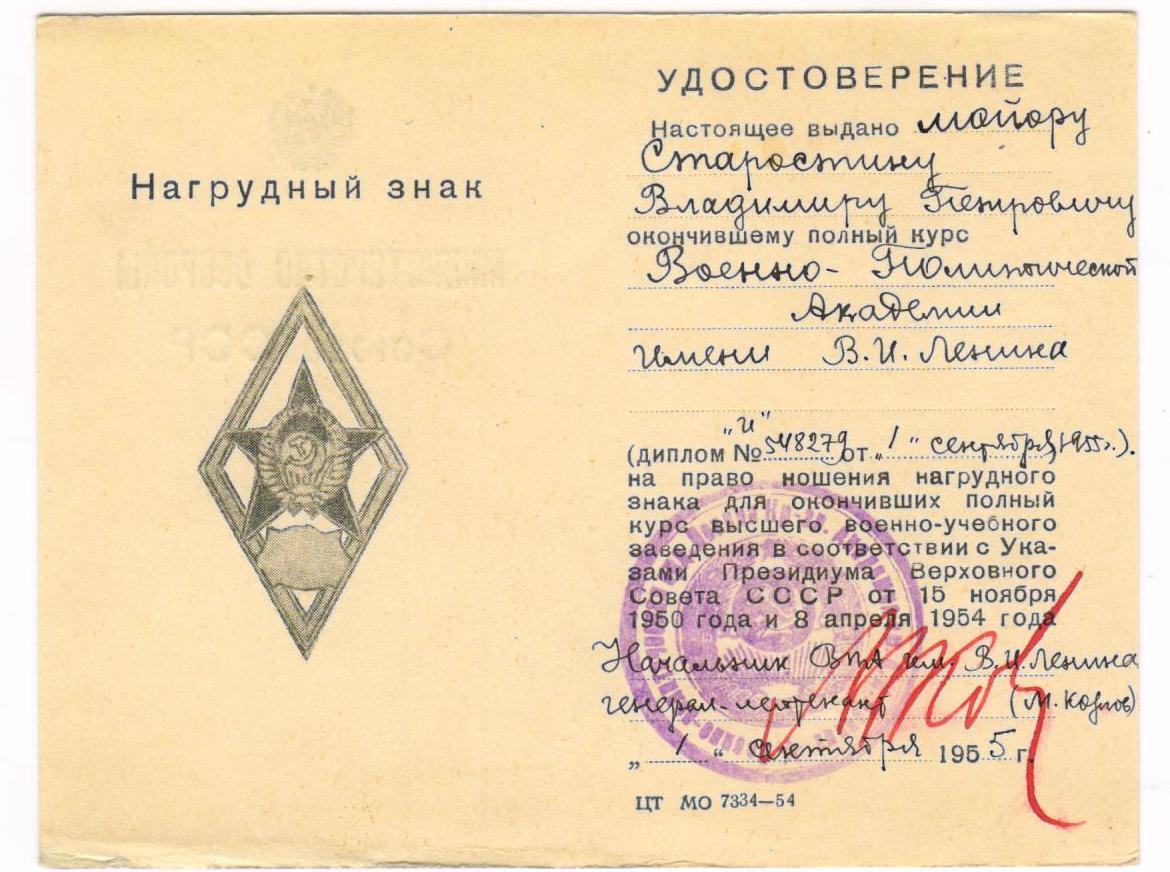 Нагрудный знак
УДОСТОВЕРЕНИЕ
Настоящее выдано майору
Старостину
Владимиру Петровичу
окончившему полный курс
Военно-Политической
Академии
имени В.И. Ленина
"И"
(диплом № 548279 от "1" сентября 1955г.).
на право ношения нагрудного
знака для окончивших полный
курс высшего военно-учебного
заведения в соответствии с Ука-
зами Президиума Верховного
Совета СССР от 15 ноября
1950 года и 8 апреля 1954 года
Начальник ВПА им. В.И. Ленина
генерал-лейтенант (М. Козлов)
"1" сентября 1955 г.
ЦТ МО 7334—54